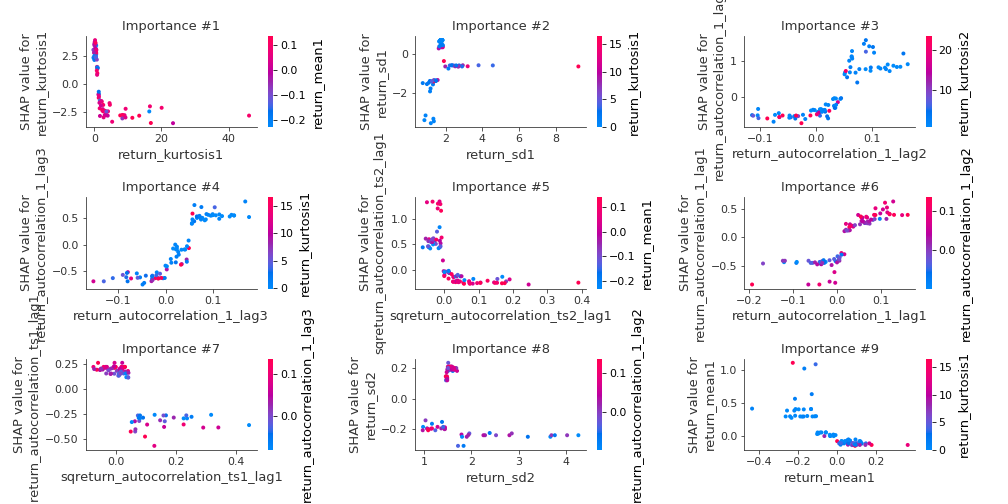 Importance #1
SHAP value for
return_kurtosis1
2.5
0.0
−2.5
0
20
40
return_kurtosis1
0.1
0.0
−0.1
−0.2
return_mean1
Importance #2
SHAP value for
return_sd1
0
−2
2
4
6
8
return_sd1
15
10
5
0
return_kurtosis1
Importance #3
SHAP value for
return_autocorrelation_1_lag2
1
0
−0.1
0.0
0.1
return_autocorrelation_1_lag2
20
10
return_kurtosis2
Importance #4
SHAP value for
return_autocorrelation_1_lag3
0.5
0.0
−0.5
−0.1
0.0
0.1
return_autocorrelation_1_lag3
15
10
5
0
return_kurtosis1
Importance #5
SHAP value for
sqreturn_autocorrelation_ts2_lag1
1.0
0.5
0.0
0.0
0.1
0.2
0.3
0.4
sqreturn_autocorrelation_ts2_lag1
0.1
0.0
−0.1
−0.2
return_mean1
Importance #6
SHAP value for
return_autocorrelation_1_lag1
0.5
0.0
−0.5
−0.2
−0.1
0.0
0.1
return_autocorrelation_1_lag1
0.1
0.0
return_autocorrelation_1_lag2
Importance #7
SHAP value for
sqreturn_autocorrelation_ts1_lag1
0.25
0.00
−0.25
−0.50
0.0
0.2
0.4
sqreturn_autocorrelation_ts1_lag1
0.1
0.0
return_autocorrelation_1_lag3
Importance #8
SHAP value for
return_sd2
0.2
0.0
−0.2
1
2
3
4
return_sd2
0.1
0.0
return_autocorrelation_1_lag2
Importance #9
SHAP value for
return_mean1
1.0
0.5
0.0
−0.4
−0.2
0.0
0.2
return_mean1
15
10
5
0
return_kurtosis1